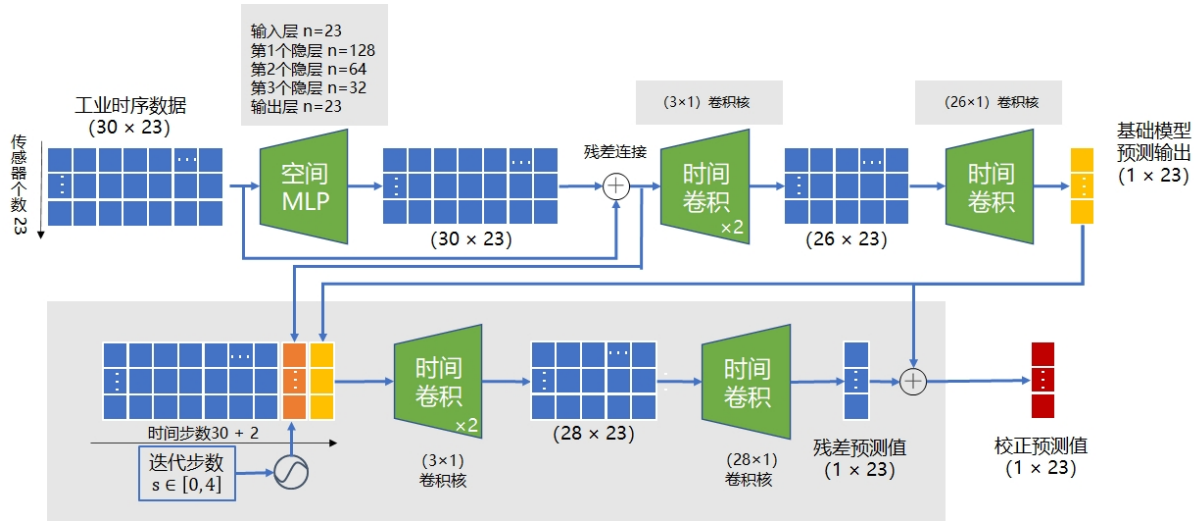 输入层 n=23
第1个隐层 n=128
第2个隐层 n=64
第3个隐层 n=32
输出层 n=23
工业时序数据
(30 × 23)
传感器个数 23
空间
MLP
(30 × 23)
残差连接
(3×1) 卷积核
时间
卷积
×2
(26 × 23)
(26×1) 卷积核
时间
卷积
基础模型
预测输出
(1 × 23)
时间步数30 + 2
迭代步数
s ∈ [0, 4]
时间
卷积
×2
(3×1)
卷积核
(28 × 23)
时间
卷积
(28×1)
卷积核
残差预测值
(1 × 23)
校正预测值
(1 × 23)